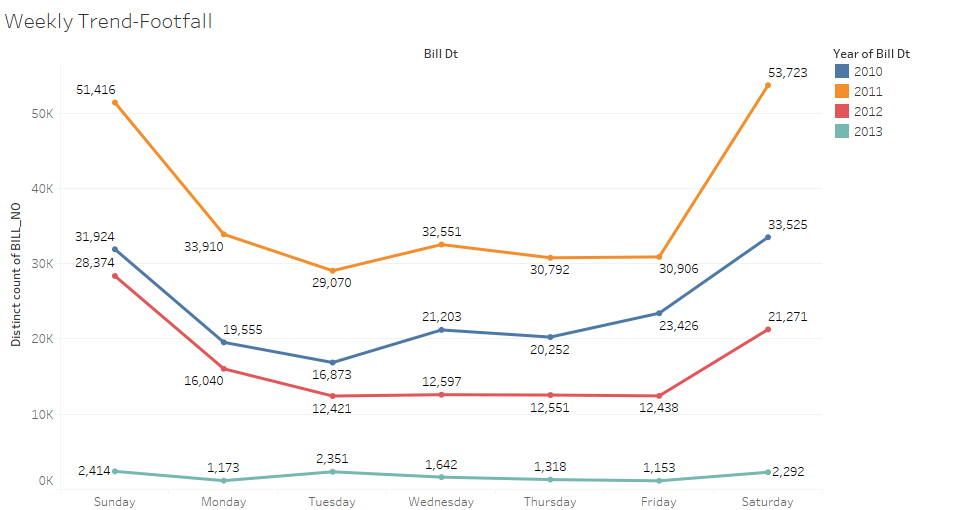 Weekly Trend-Footfall
Bill Dt
Year of Bill Dt
2010
2011
2012
2013
Distinct count of BILL_NO
50K
40K
30K
20K
10K
0K
51,416
33,910
29,070
32,551
30,792
30,906
53,723
31,924
19,555
16,873
21,203
20,252
23,426
33,525
28,374
16,040
12,421
12,597
12,551
12,438
21,271
2,414
1,173
2,351
1,642
1,318
1,153
2,292
Sunday Monday Tuesday Wednesday Thursday Friday Saturday